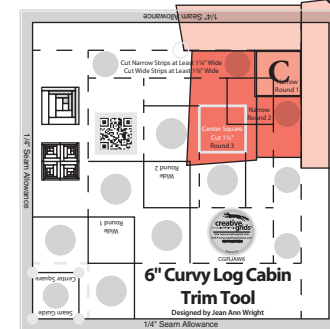 1/4" Seam Allowance
Cut Narrow Strips at Least 1¼" Wide
Cut Wide Strips at Least 1¾" Wide
C
Narrow
Round 1
Narrow
Round 2
Center Square
Cut 1½"
Round 3
1/4" Seam Allowance
Wide
Round 2
Wide
Round 1
creative
grids
CGRJAW6
Center Square
Seam Guide
6" Curvy Log Cabin
Trim Tool
Designed by Jean Ann Wright
1/4" Seam Allowance